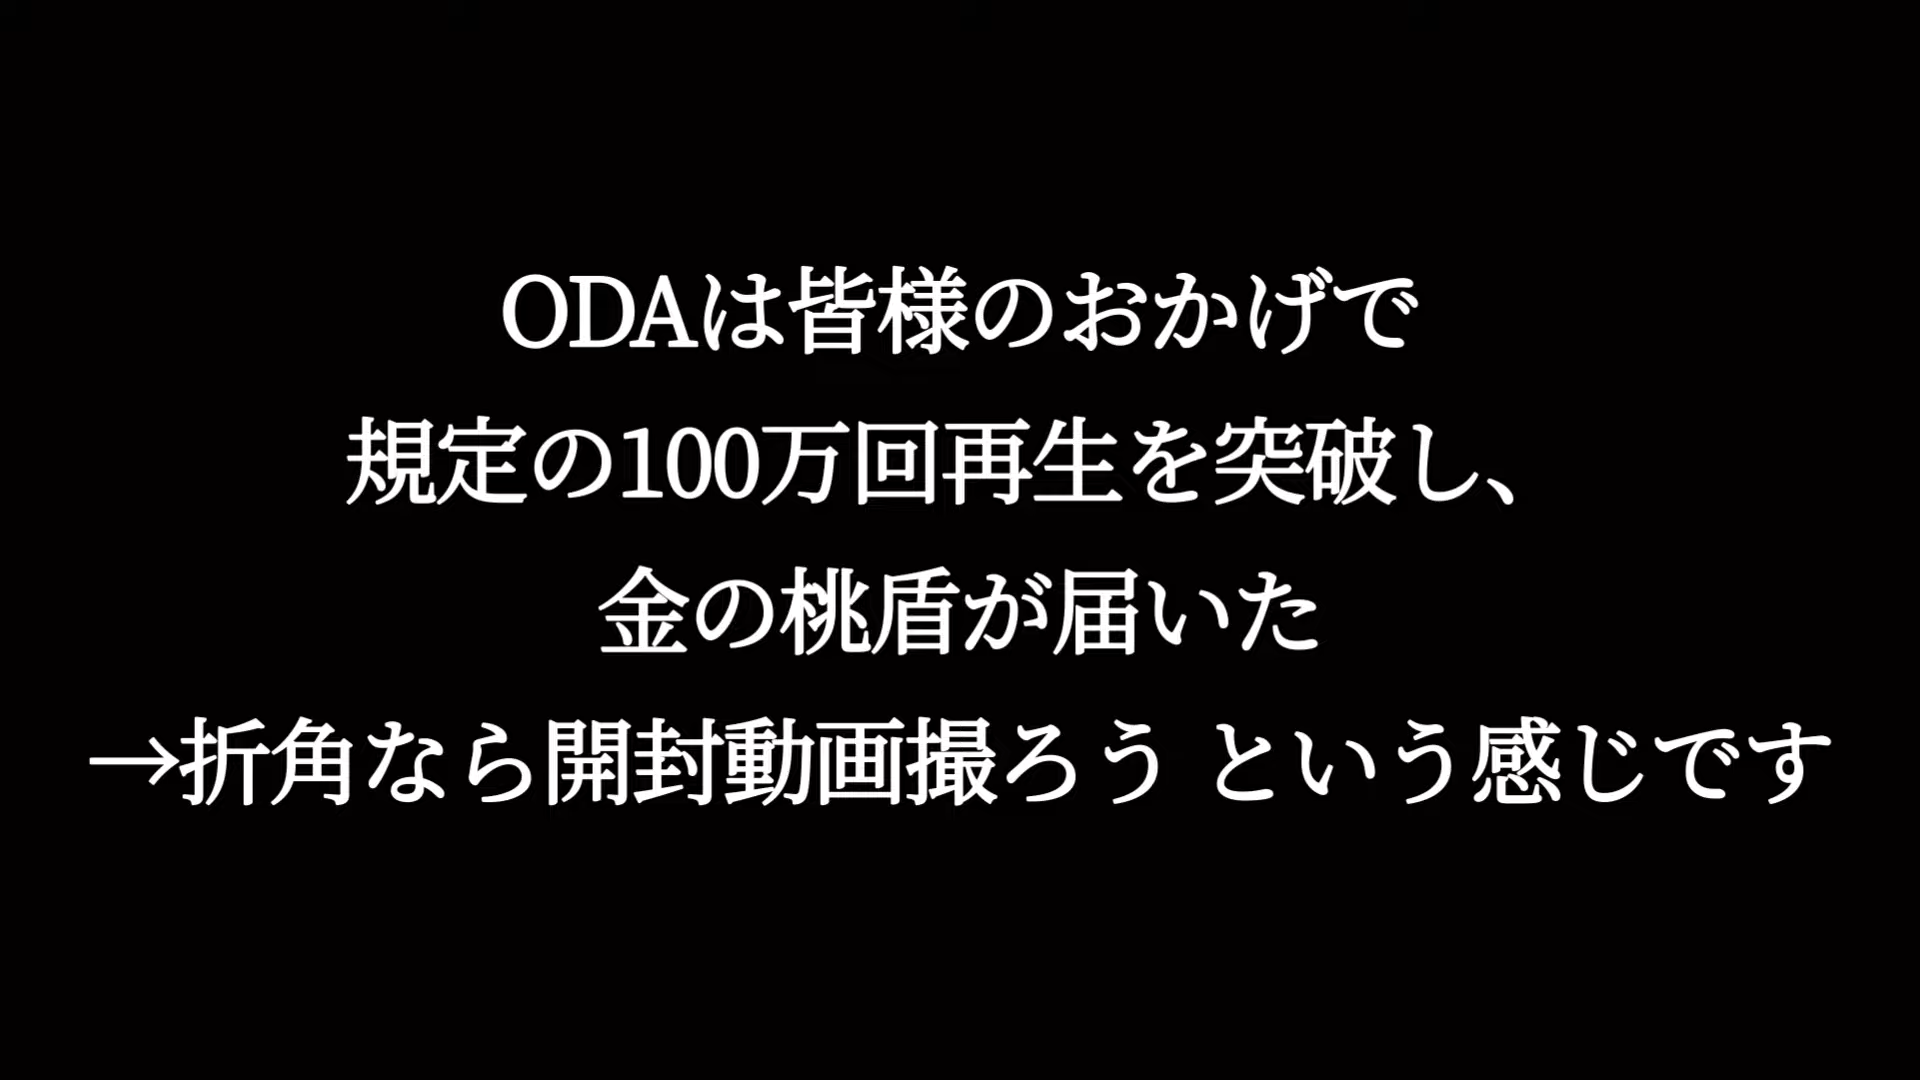 ODAは皆様のおかげで
規定の100万回再生を突破し、
金の桃盾が届いた
→折角なら開封動画撮ろう という感じです